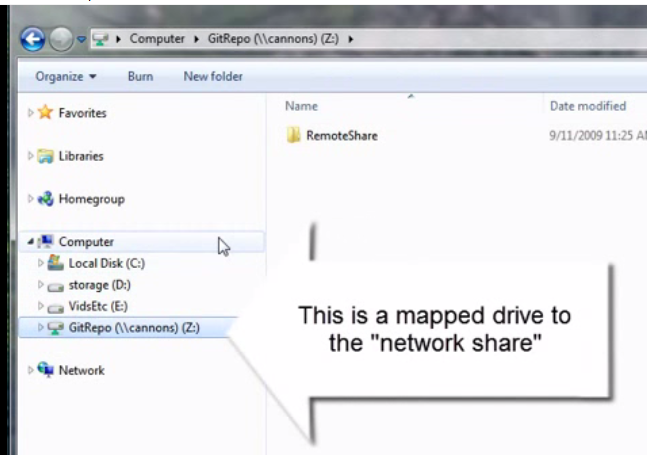 Computer ▸ GitRepo (\\cannons) (Z:) ▸
Organize ▾ Burn New folder
Name Date modified
Favorites
RemoteShare 9/11/2009 11:25 AM
Libraries
Homegroup
Computer
Local Disk (C:)
storage (D:)
VidsEtc (E:)
GitRepo (\\cannons) (Z:)
Network
This is a mapped drive to
the "network share"